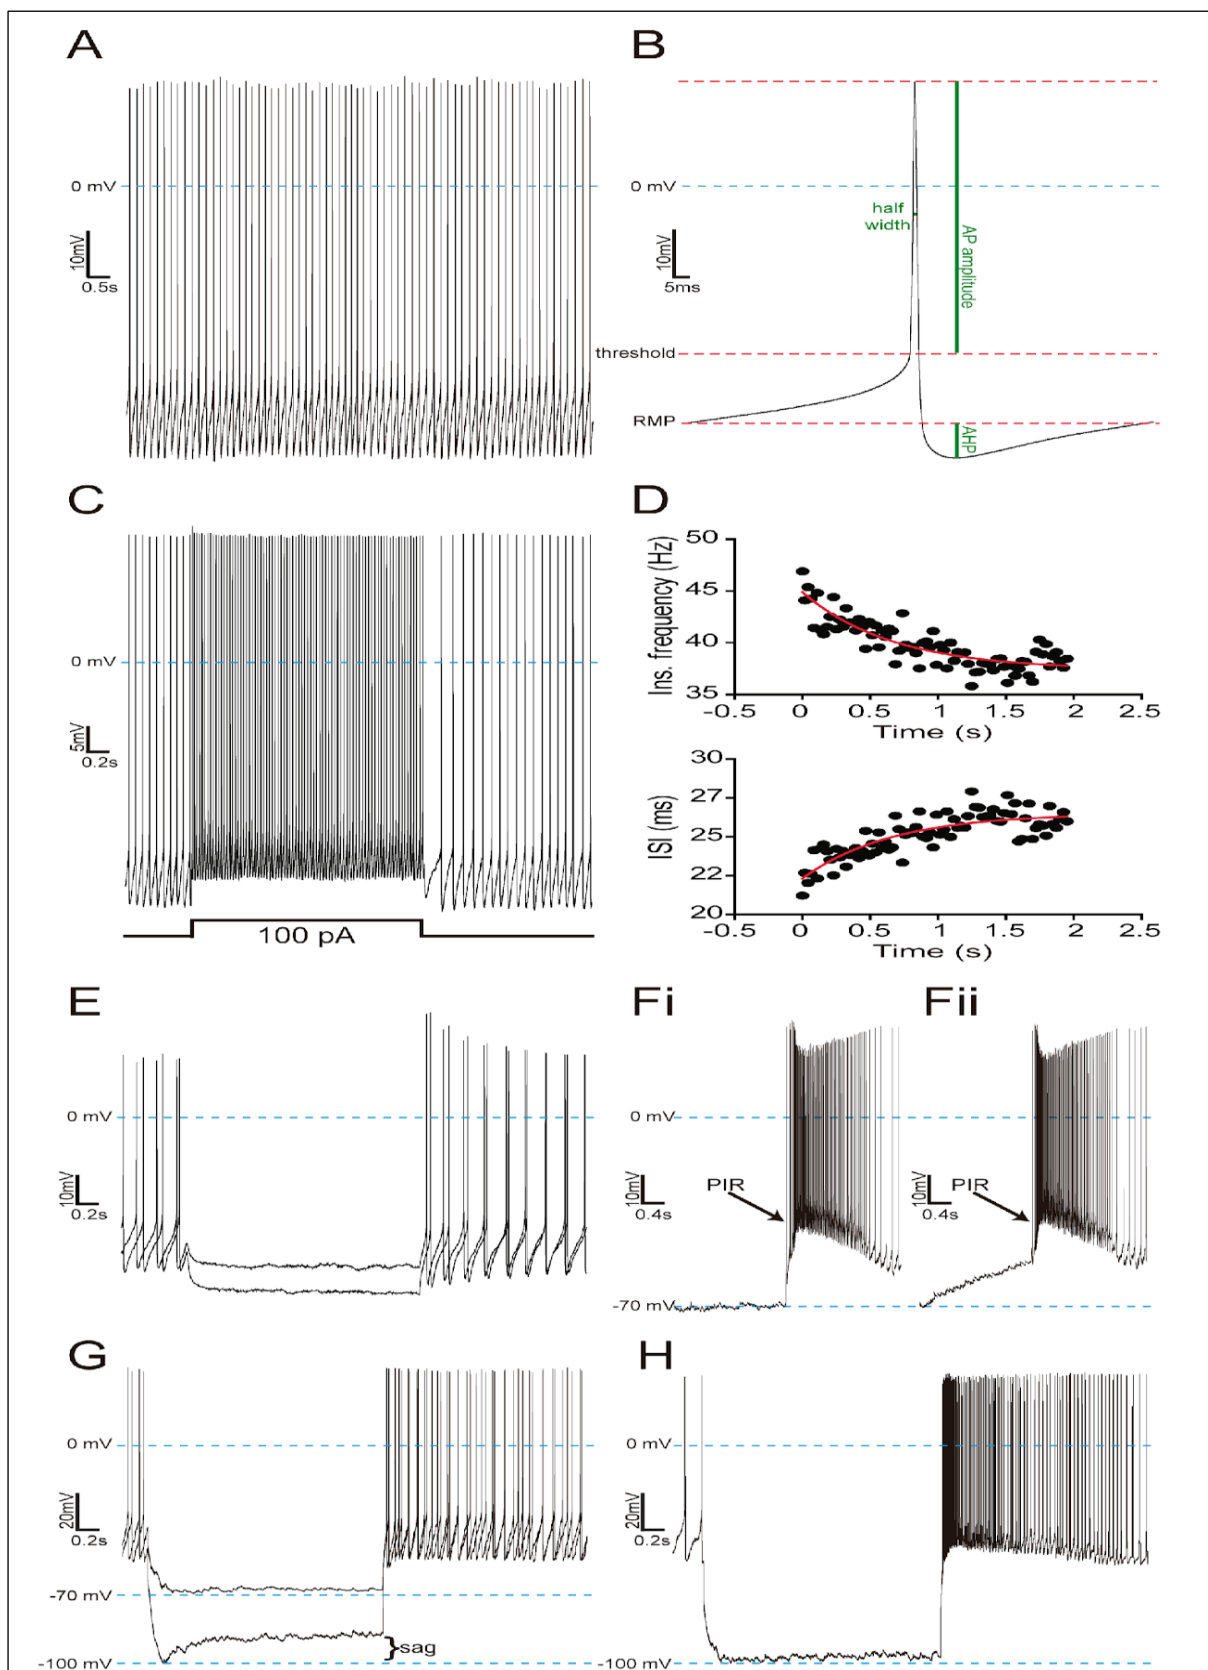 A
0 mV
10mV
0.5s
B
0 mV
half
width
AP amplitude
10mV
5ms
threshold
RMP
AHP
C
0 mV
5mV
0.2s
100 pA
D
Ins. frequency (Hz)
50
45
40
35
-0.5 0 0.5 1 1.5 2 2.5
Time (s)
ISI (ms)
30
27
25
22
20
-0.5 0 0.5 1 1.5 2 2.5
Time (s)
E
0 mV
10mV
0.2s
Fi
Fii
0 mV
PIR
10mV
0.4s
PIR
10mV
0.4s
-70 mV
G
0 mV
20mV
0.2s
-70 mV
sag
-100 mV
H
0 mV
20mV
0.2s
-100 mV